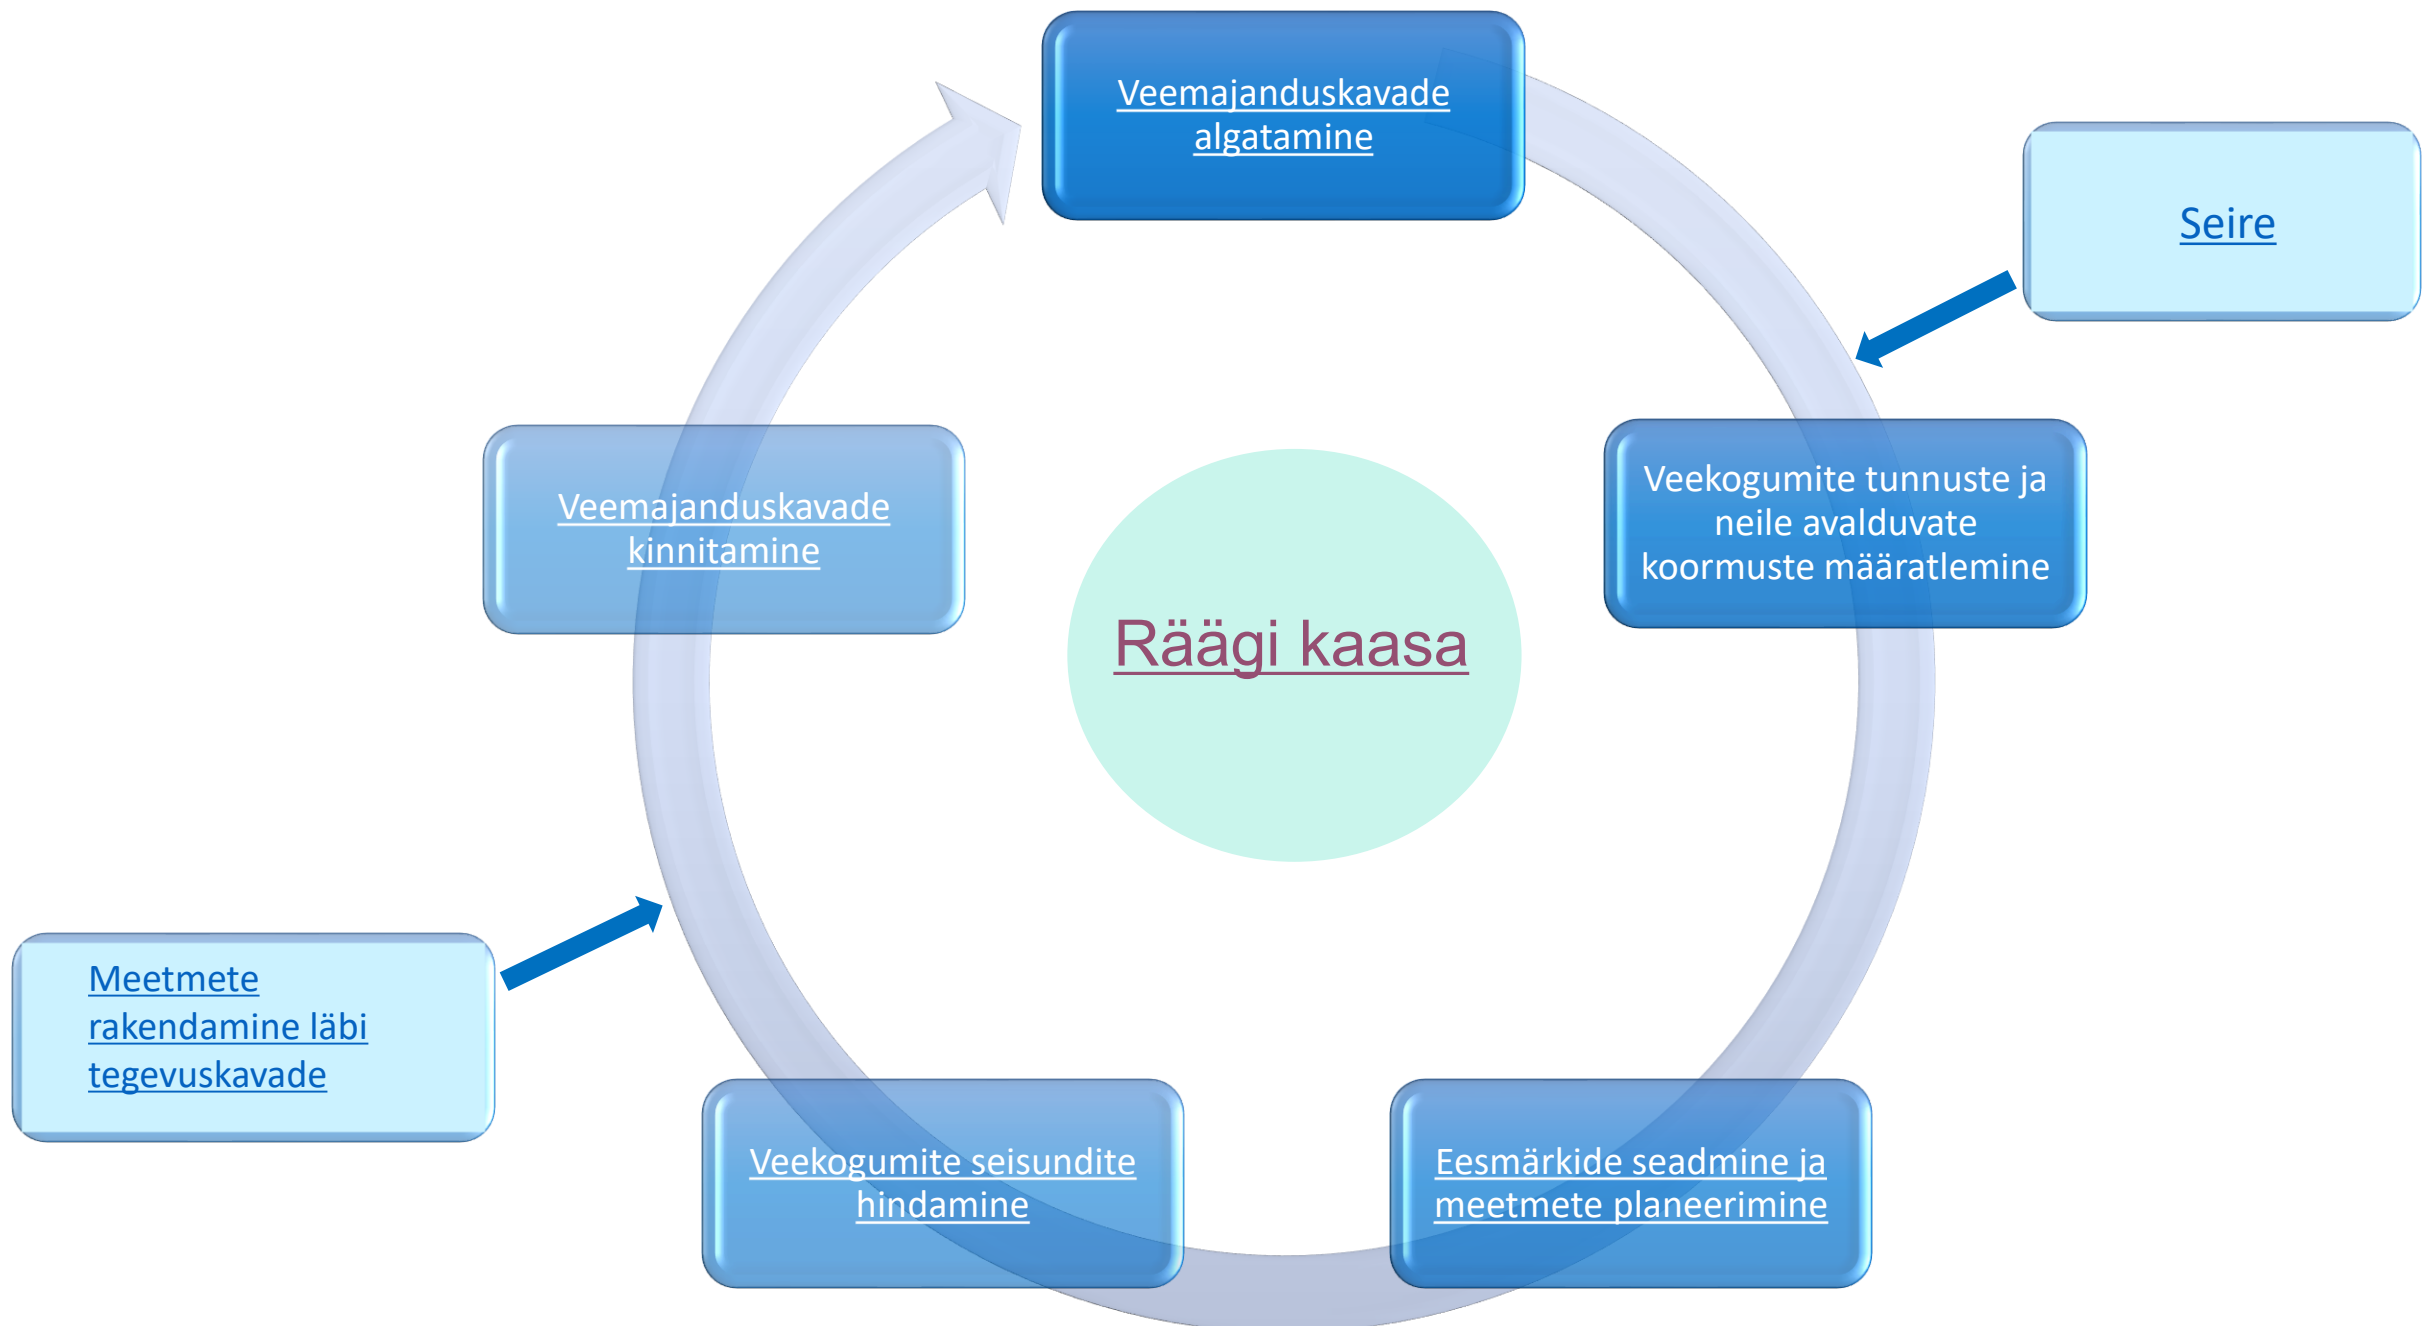 Veemajanduskavade
algatamine
Seire
Veekogumite tunnuste ja
neile avalduvate
koormuste määratlemine
Veemajanduskavade
kinnitamine
Räägi kaasa
Meetmete
rakendamine läbi
tegevuskavade
Veekogumite seisundite
hindamine
Eesmärkide seadmine ja
meetmete planeerimine